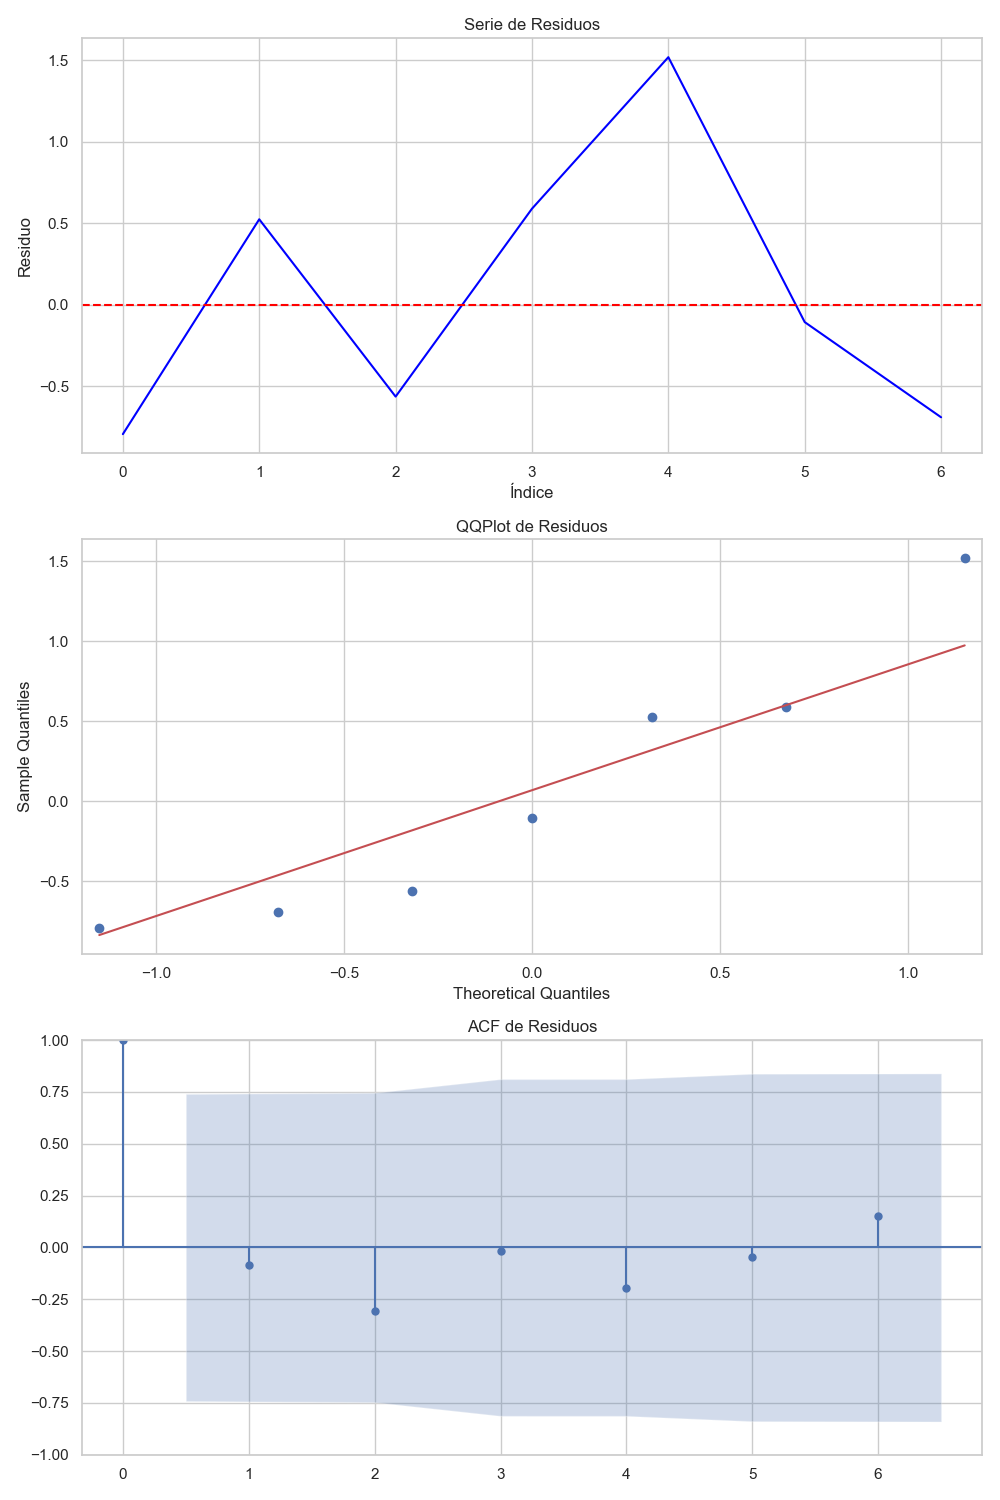 Serie de Residuos
1.5
1.0
0.5
0.0
−0.5
Residuo
0 1 2 3 4 5 6
Índice
QQPlot de Residuos
1.5
1.0
0.5
0.0
−0.5
Sample Quantiles
−1.0 −0.5 0.0 0.5 1.0
Theoretical Quantiles
ACF de Residuos
1.00
0.75
0.50
0.25
0.00
−0.25
−0.50
−0.75
−1.00
0 1 2 3 4 5 6